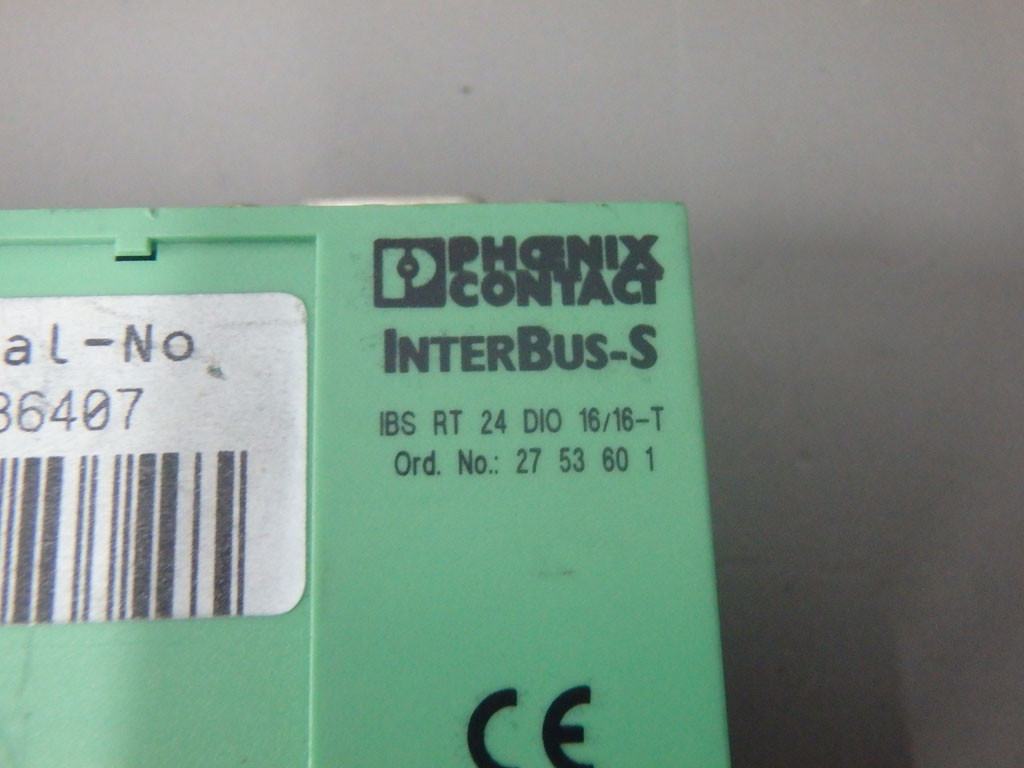 al-No
36407
PHOENIX
CONTACT
INTERBUS-S
IBS RT 24 DIO 16/16-T
Ord. No.: 27 53 60 1
CE